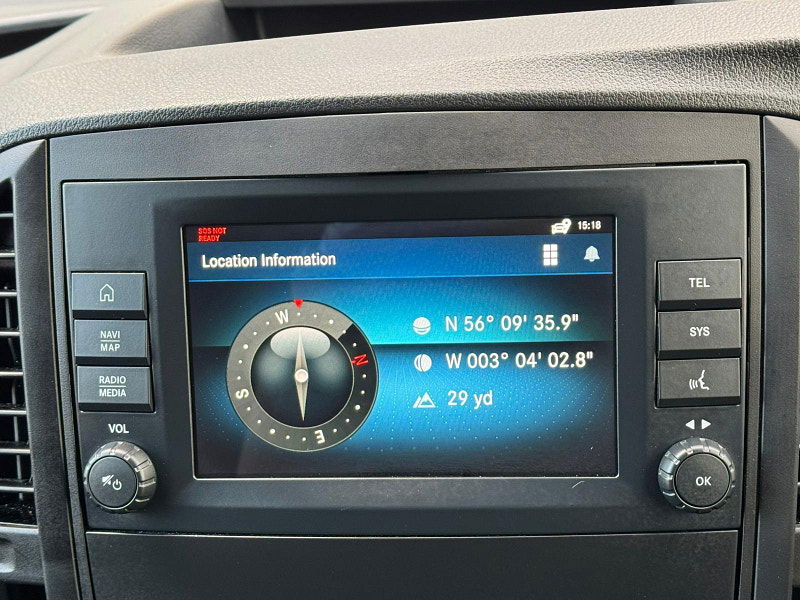 SOS NOT
READY
15:18
Location Information
W
N
S
E
N 56° 09' 35.9"
W 003° 04' 02.8"
29 yd
NAVI
MAP
RADIO
MEDIA
VOL
TEL
SYS
OK